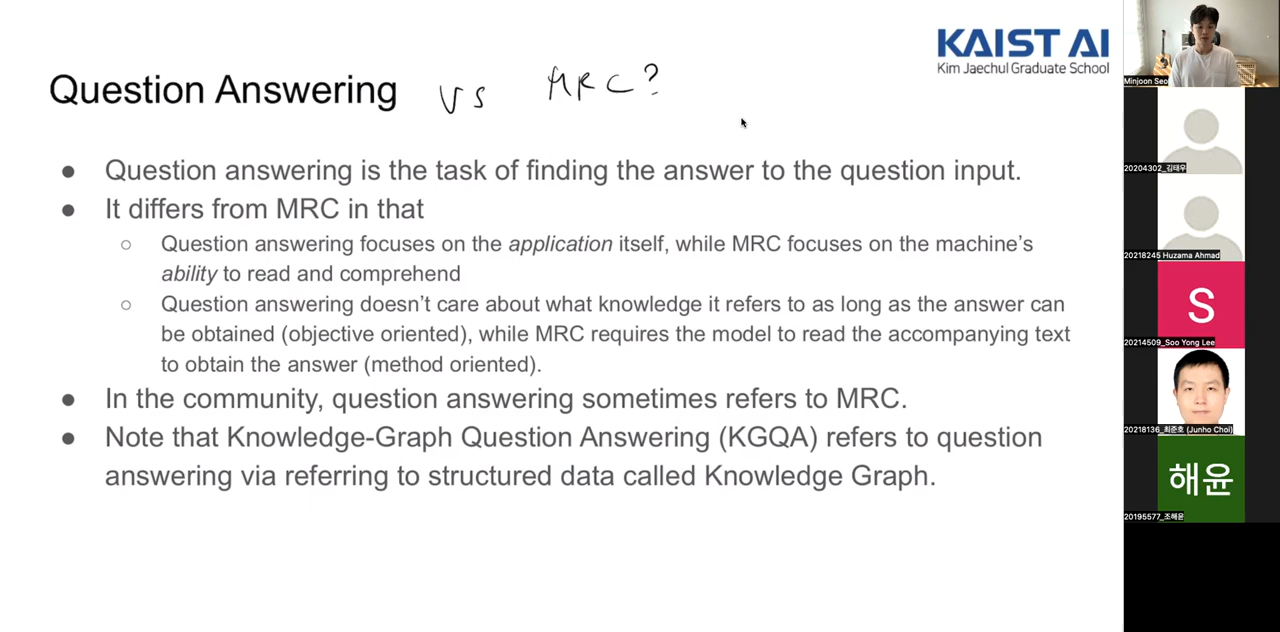 KAIST AI
Kim Jaechul Graduate School
Question Answering vs MRC?
● Question answering is the task of finding the answer to the question input.
● It differs from MRC in that
○ Question answering focuses on the application itself, while MRC focuses on the machine's
ability to read and comprehend
○ Question answering doesn't care about what knowledge it refers to as long as the answer can
be obtained (objective oriented), while MRC requires the model to read the accompanying text
to obtain the answer (method oriented).
● In the community, question answering sometimes refers to MRC.
● Note that Knowledge-Graph Question Answering (KGQA) refers to question
answering via referring to structured data called Knowledge Graph.
Minjoon Seo
20204302_김태우
20218245 Huzama Ahmad
S
20214509_Soo Yong Lee
20218136_최준호 (Junho Choi)
해윤
20195577_조해윤